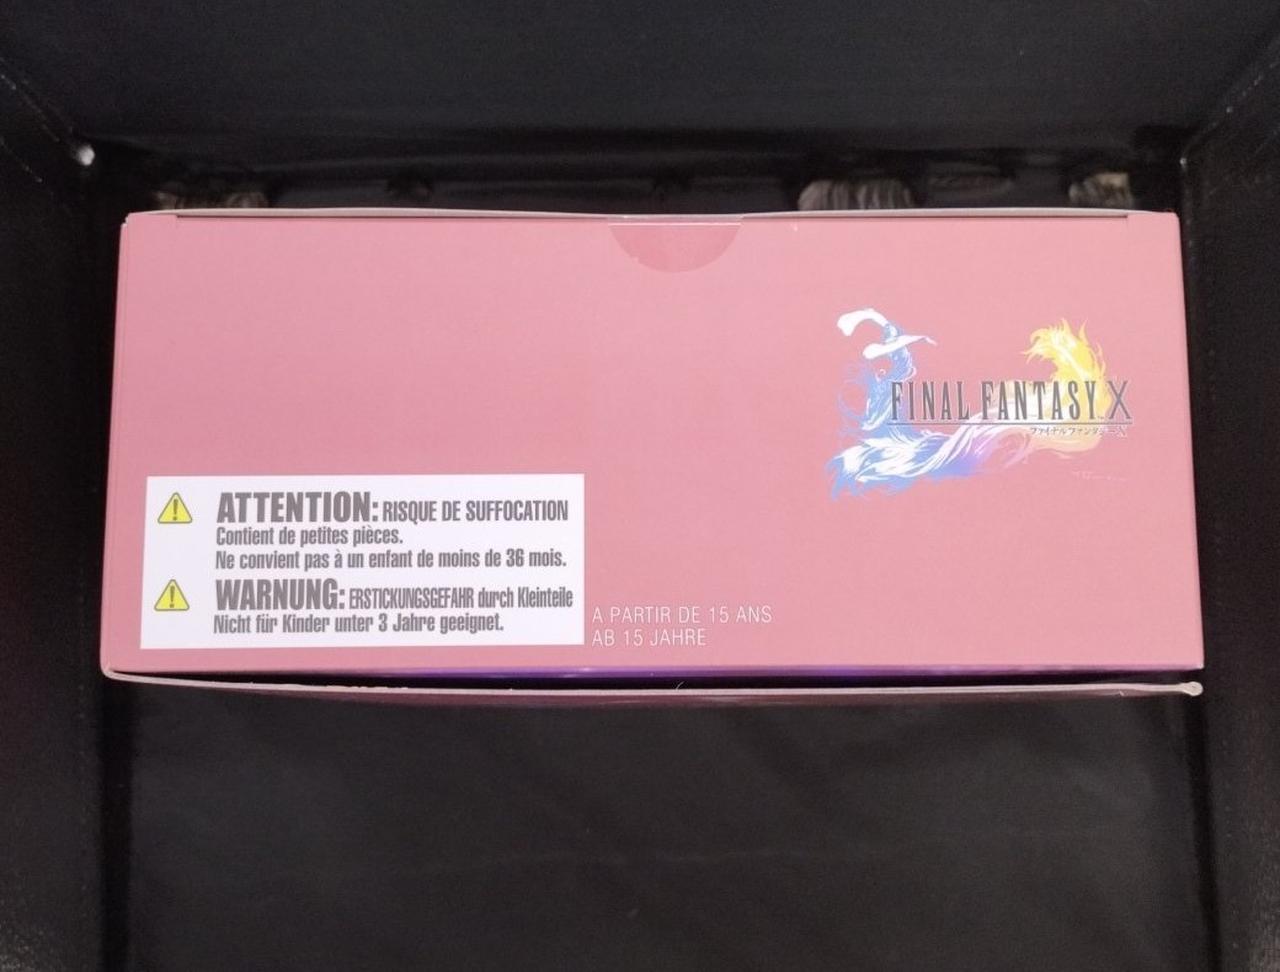 FINAL FANTASY X
ファイナルファンタジーX
ATTENTION: RISQUE DE SUFFOCATION
Contient de petites pièces.
Ne convient pas à un enfant de moins de 36 mois.
WARNUNG: ERSTICKUNGSGEFAHR durch Kleinteile
Nicht für Kinder unter 3 Jahre geeignet.
A PARTIR DE 15 ANS
AB 15 JAHRE